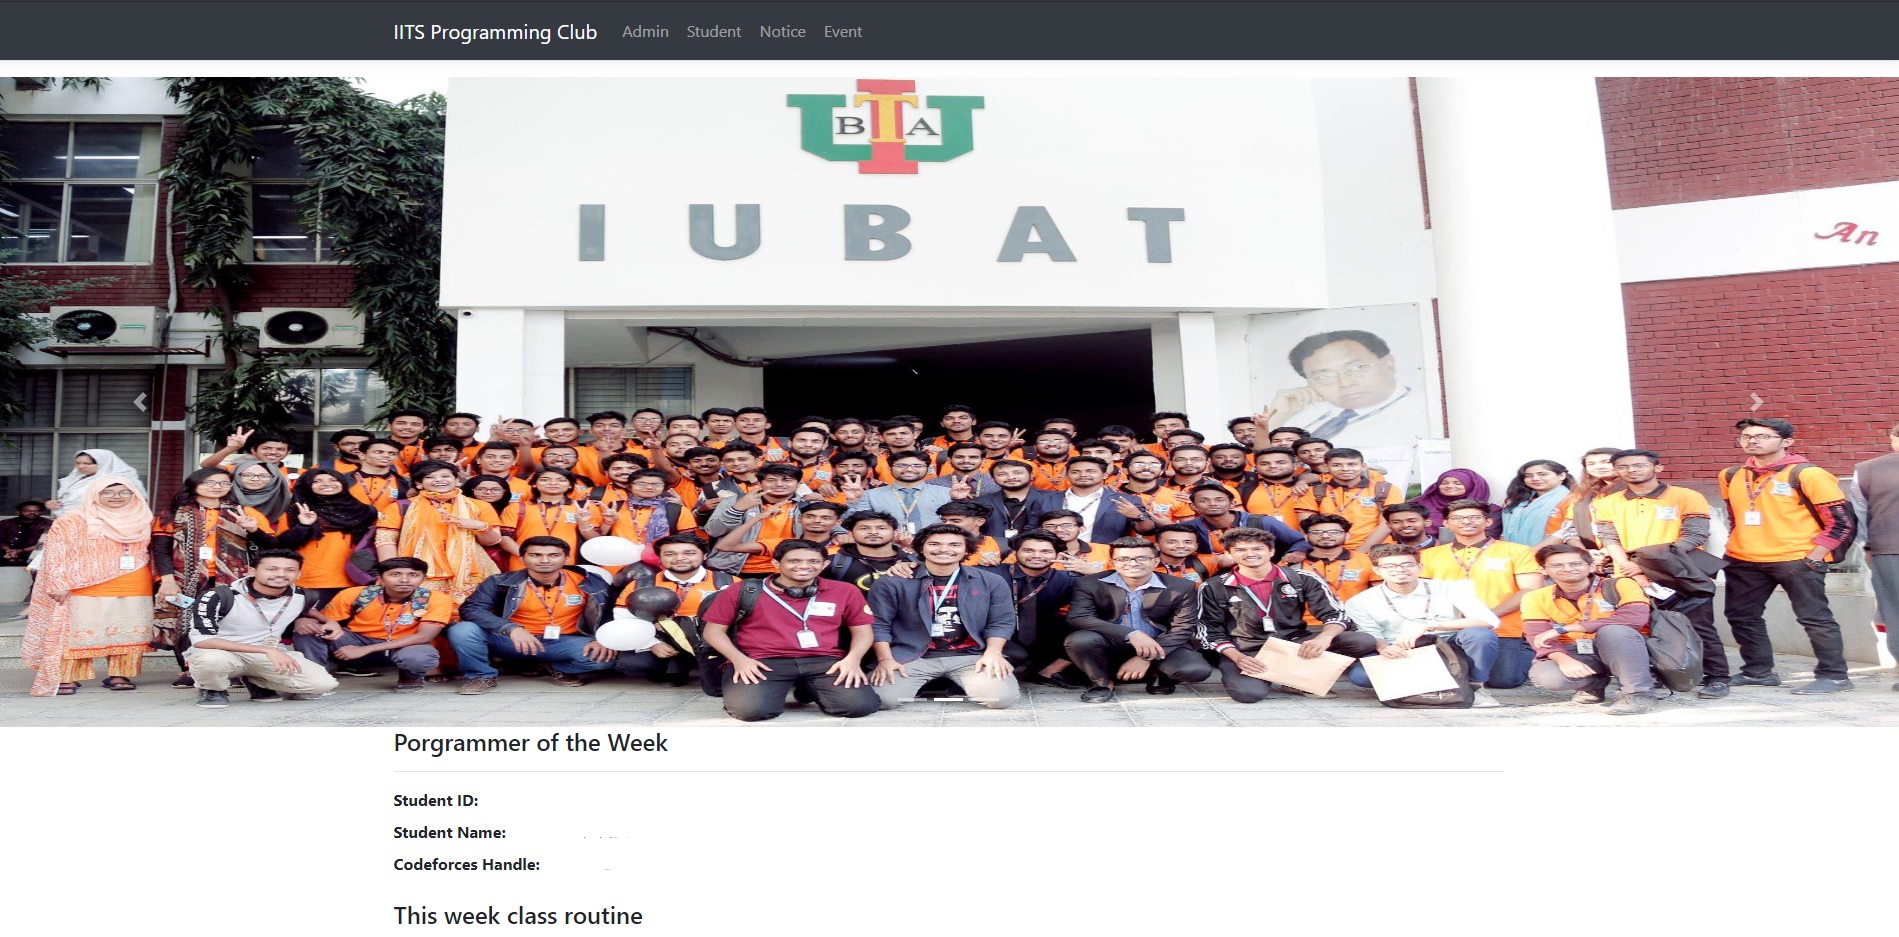 IITS Programming Club Admin Student Notice Event
IUBAT
I U B A T
An
Porgrammer of the Week
Student ID:
Student Name:
Codeforces Handle:
This week class routine